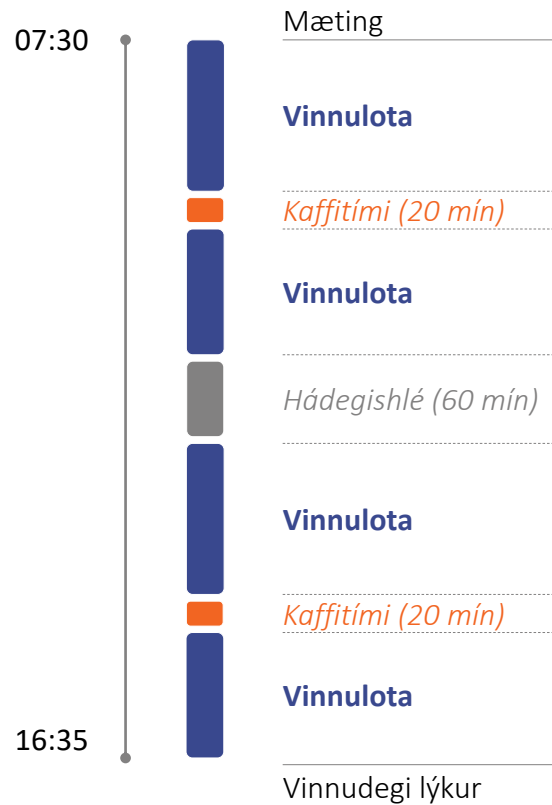 Mæting
07:30
Vinnulota
Kaffitími (20 mín)
Vinnulota
Hádegishlé (60 mín)
Vinnulota
Kaffitími (20 mín)
Vinnulota
16:35
Vinnudegi lýkur